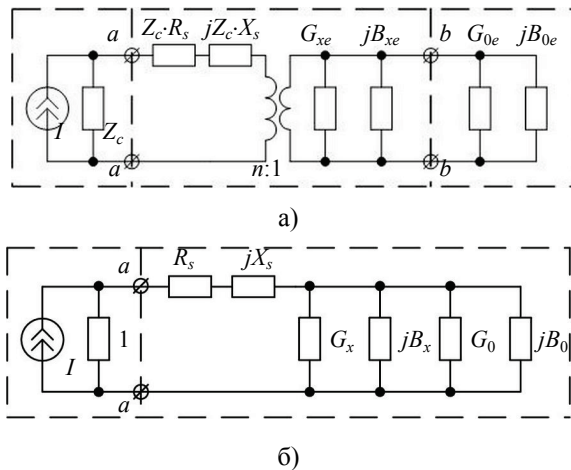 a Z_c·R_s jZ_c·X_s G_xe jB_xe b G_0e jB_0e
I Z_c
a n:1 b
а)
a R_s jX_s
I 1 G_x jB_x G_0 jB_0
a
б)